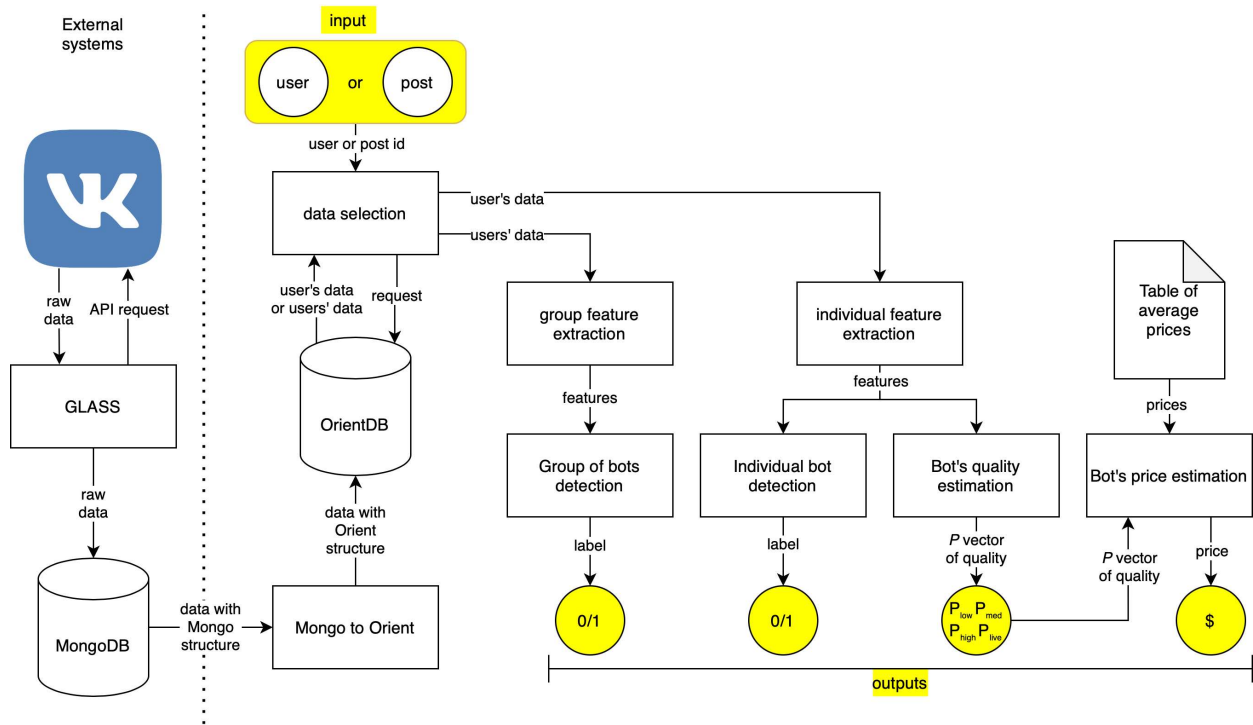 External
systems
input
user
or
post
user or post id
VK
data selection
user's data
users' data
raw
data
API request
user's data
or users' data
request
group feature
extraction
individual feature
extraction
Table of
average
prices
GLASS
OrientDB
features
features
prices
Group of bots
detection
Individual bot
detection
Bot's quality
estimation
Bot's price estimation
raw
data
data with
Orient
structure
label
label
P vector
of quality
P vector
of quality
price
MongoDB
data with
Mongo
structure
Mongo to Orient
0/1
0/1
Plow Pmed
Phigh Plive
$
outputs